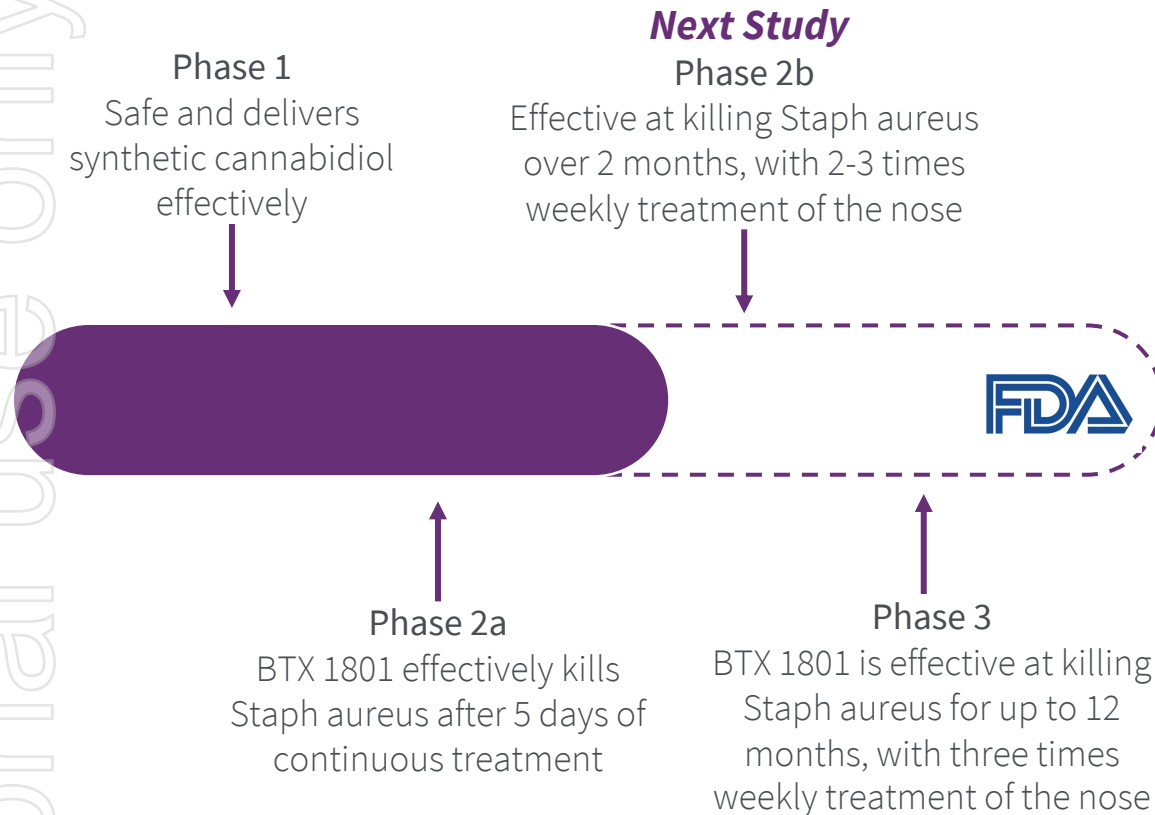 Phase 1
Safe and delivers
synthetic cannabidiol
effectively
Next Study
Phase 2b
Effective at killing Staph aureus
over 2 months, with 2-3 times
weekly treatment of the nose
FDA
Phase 2a
BTX 1801 effectively kills
Staph aureus after 5 days of
continuous treatment
Phase 3
BTX 1801 is effective at killing
Staph aureus for up to 12
months, with three times
weekly treatment of the nose
use only